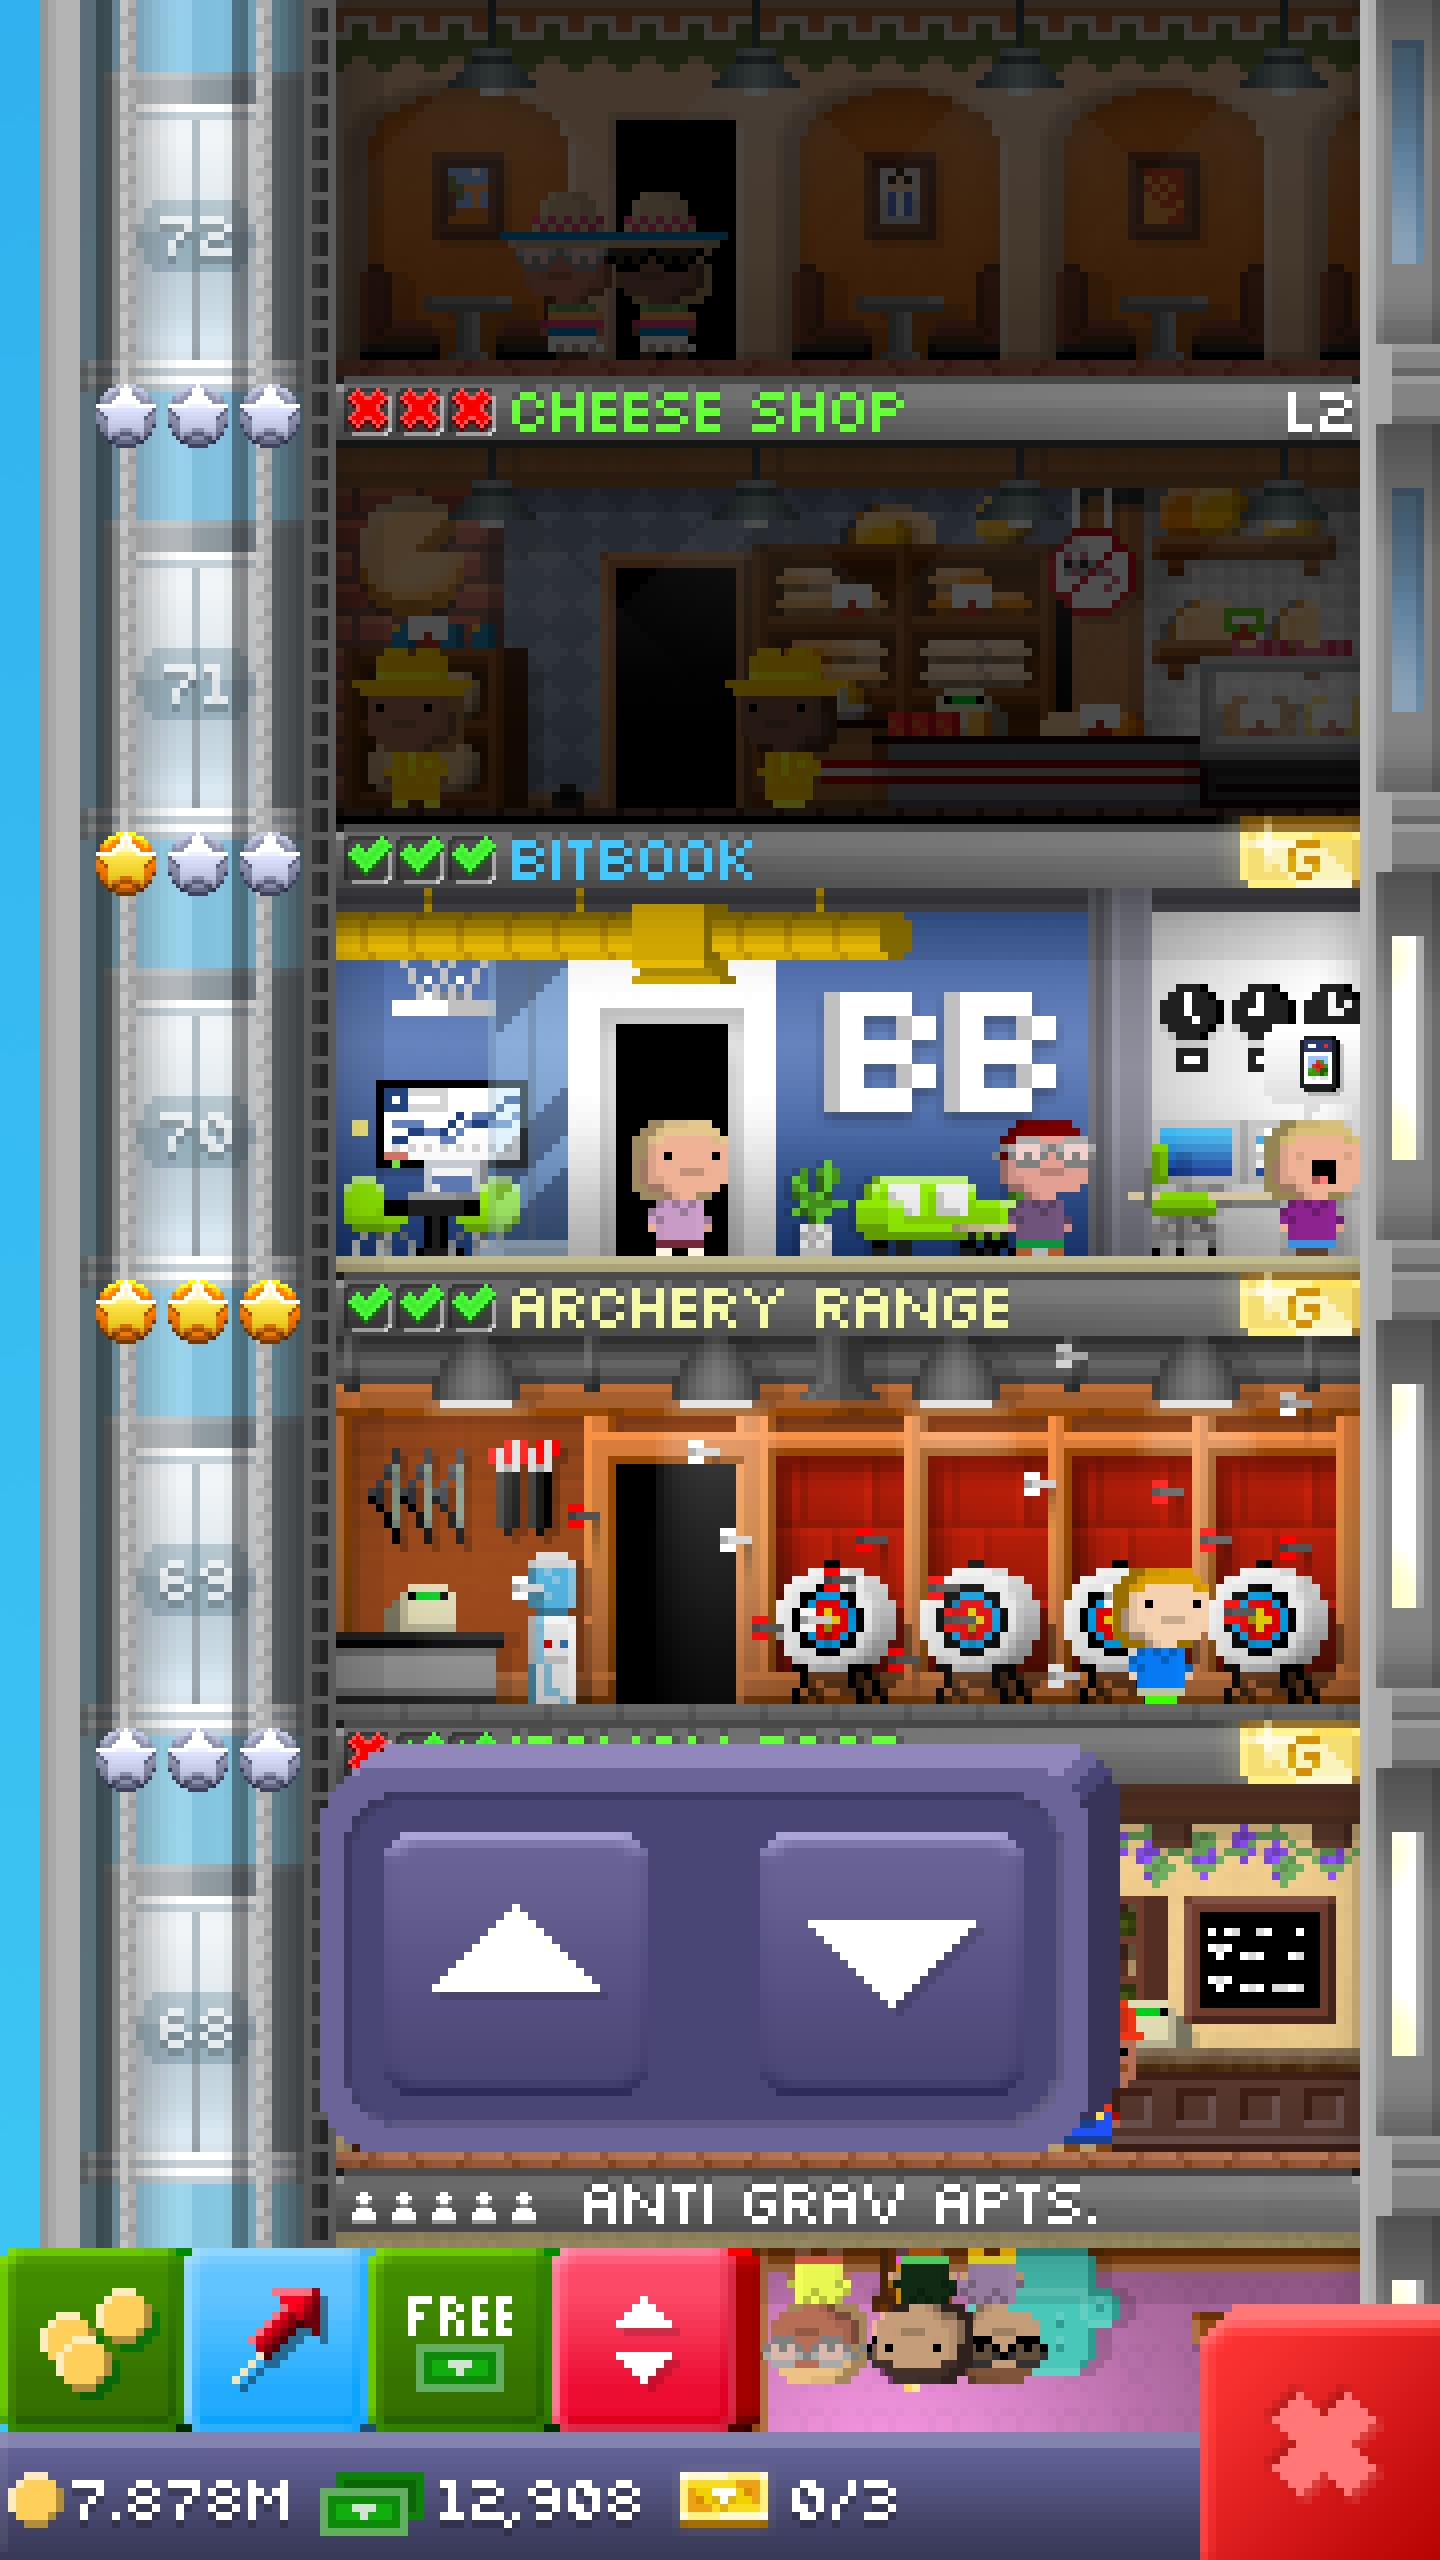 72
CHEESE SHOP L2
71
BITBOOK G
70
BB
ARCHERY RANGE G
69
G
68
ANTI GRAV APTS.
FREE
7.878M 12,908 0/3